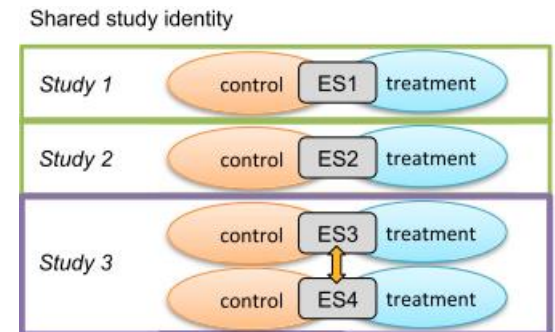 Shared study identity
Study 1 control ES1 treatment
Study 2 control ES2 treatment
control ES3 treatment
Study 3
control ES4 treatment